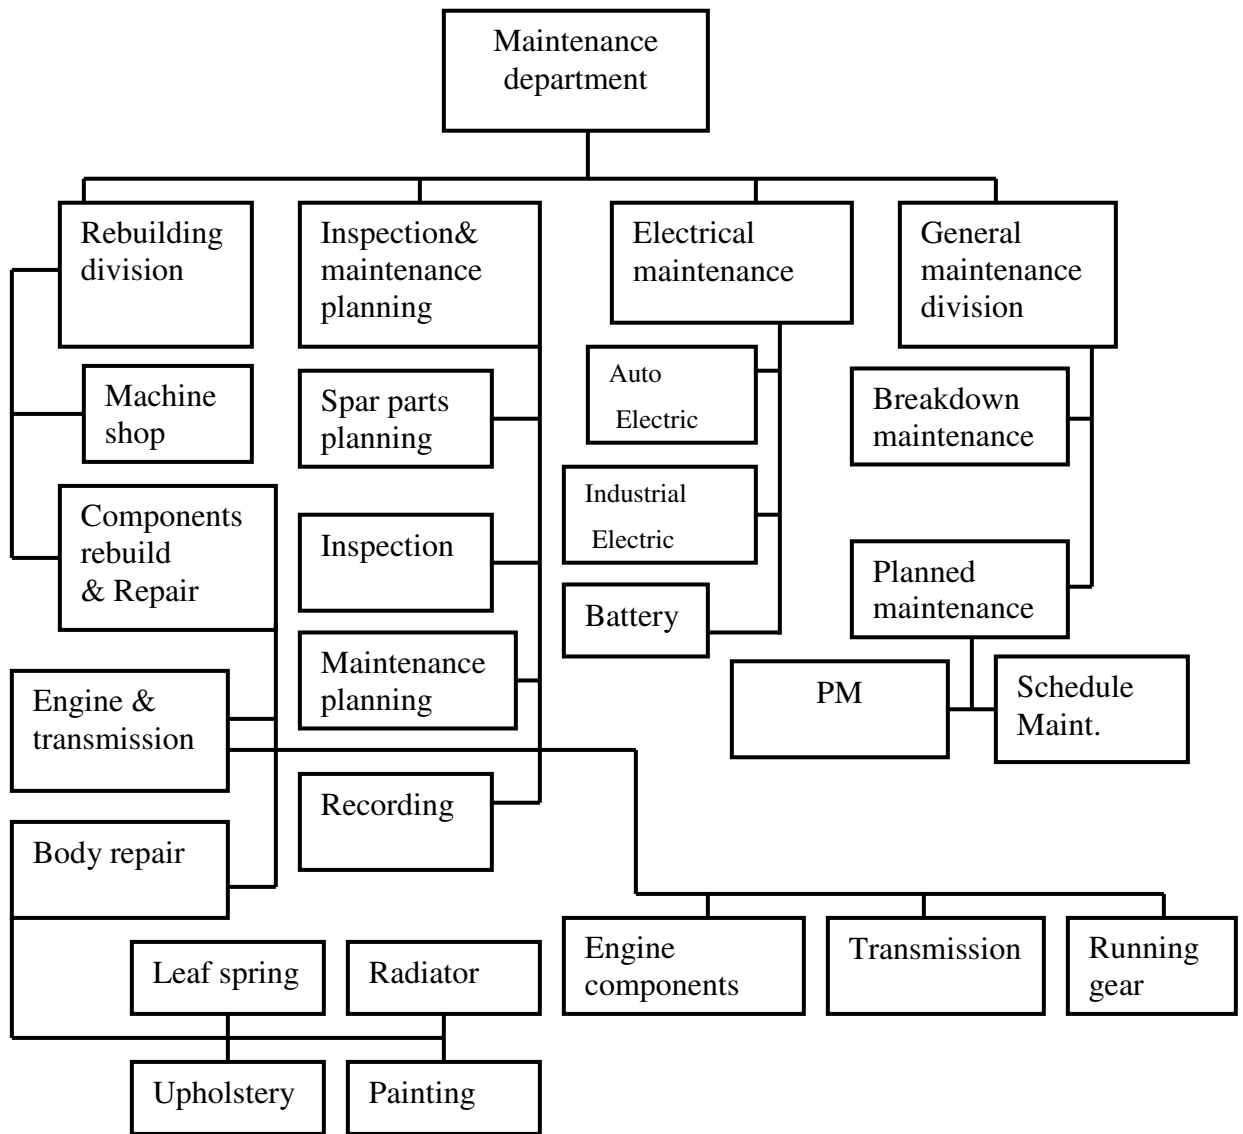 Maintenance
department
Rebuilding
division
Inspection&
maintenance
planning
Electrical
maintenance
General
maintenance
division
Machine
shop
Spar parts
planning
Auto
Electric
Breakdown
maintenance
Components
rebuild
& Repair
Inspection
Industrial
Electric
Planned
maintenance
Battery
Maintenance
planning
PM
Schedule
Maint.
Engine &
transmission
Recording
Body repair
Engine
components
Transmission
Running
gear
Leaf spring
Radiator
Upholstery
Painting